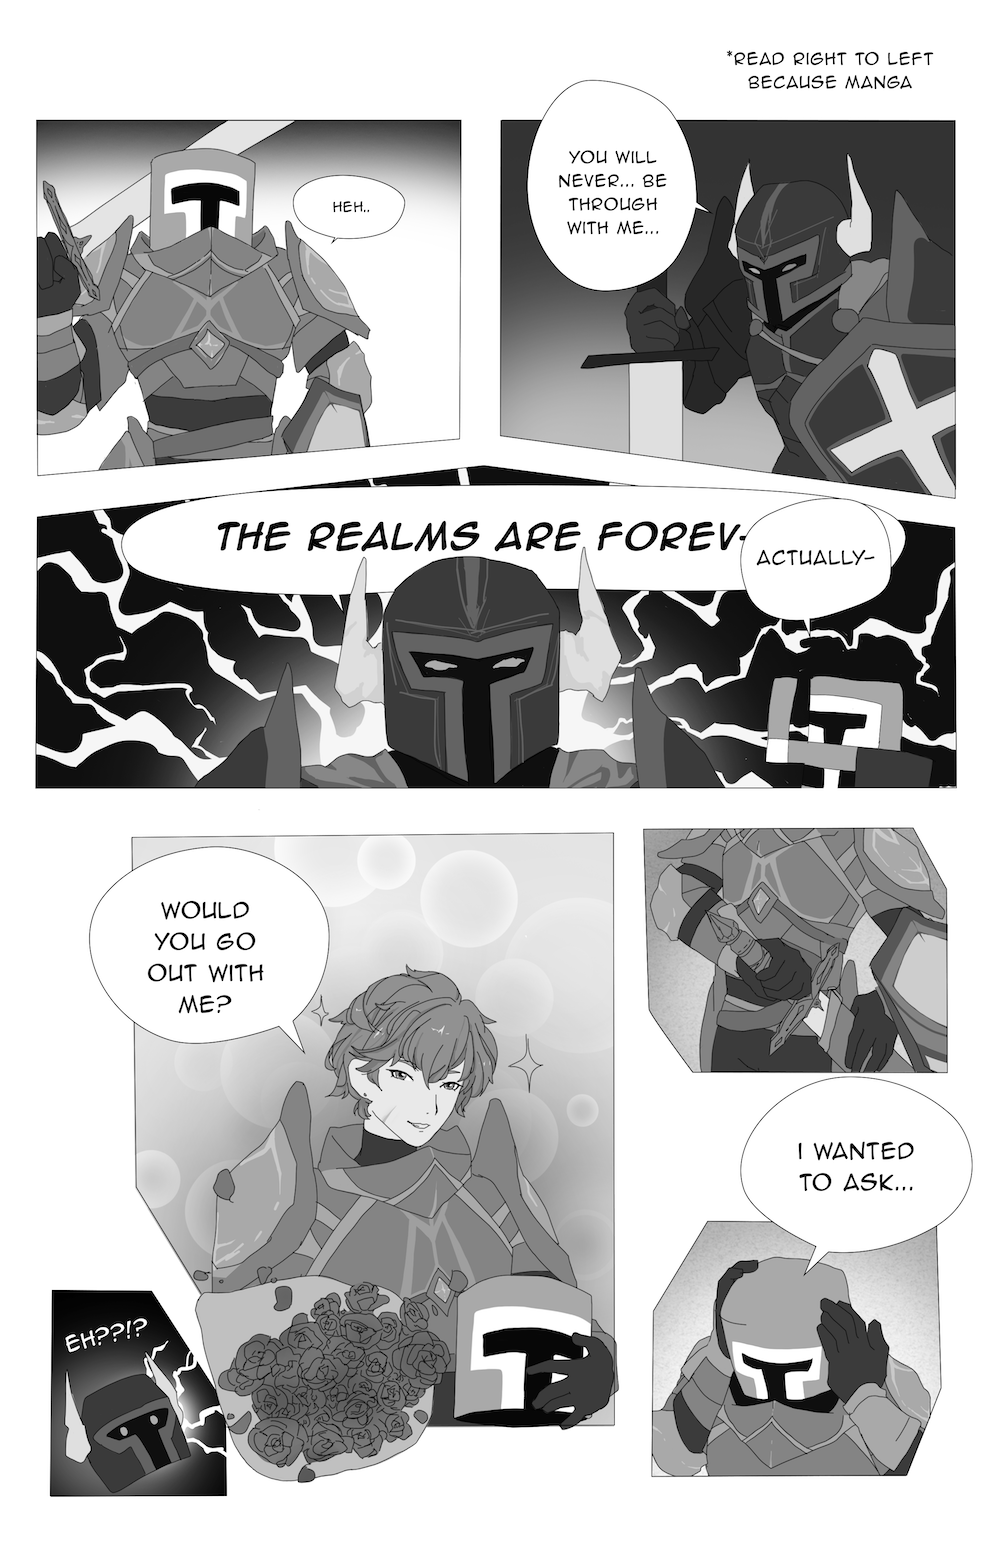 *READ RIGHT TO LEFT
BECAUSE MANGA
YOU WILL
NEVER... BE
THROUGH
WITH ME...
HEH..
THE REALMS ARE FOREV-
ACTUALLY-
I WANTED
TO ASK...
WOULD
YOU GO
OUT WITH
ME?
EH??!?